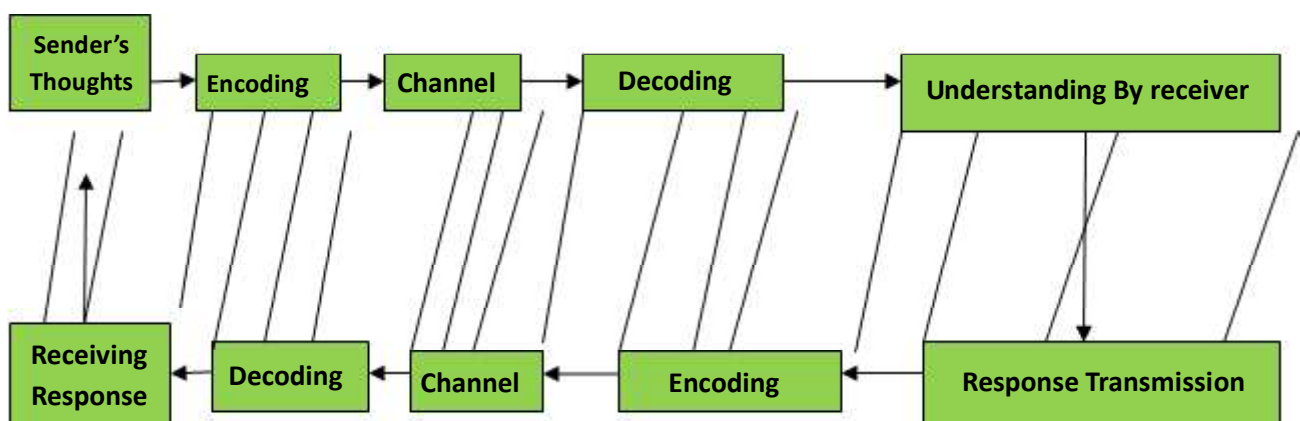 Sender's
Thoughts
Encoding
Channel
Decoding
Understanding By receiver
Receiving
Response
Decoding
Channel
Encoding
Response Transmission